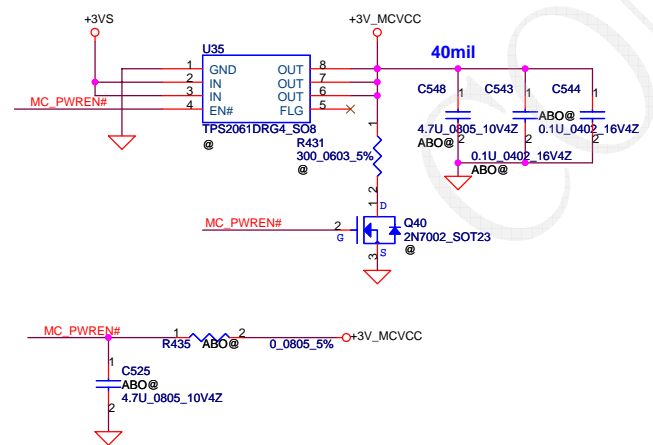 +3VS
+3V_MCVCC
U35
40mil
1 GND OUT 8
2 IN OUT 7
3 IN OUT 6
4 EN# FLG 5
MC_PWREN#
TPS2061DRG4_SO8
@
C548
1
4.7U_0805_10V4Z
ABO@
2
C543
1
0.1U_0402_16V4Z
ABO@
2
C544
1
ABO@
0.1U_0402_16V4Z
2
1
R431
300_0603_5%
@
2
MC_PWREN#
2
G
1
D
3
S
Q40
2N7002_SOT23
@
MC_PWREN#
1
R435
ABO@
2
0_0805_5%
+3V_MCVCC
1
C525
ABO@
4.7U_0805_10V4Z
2